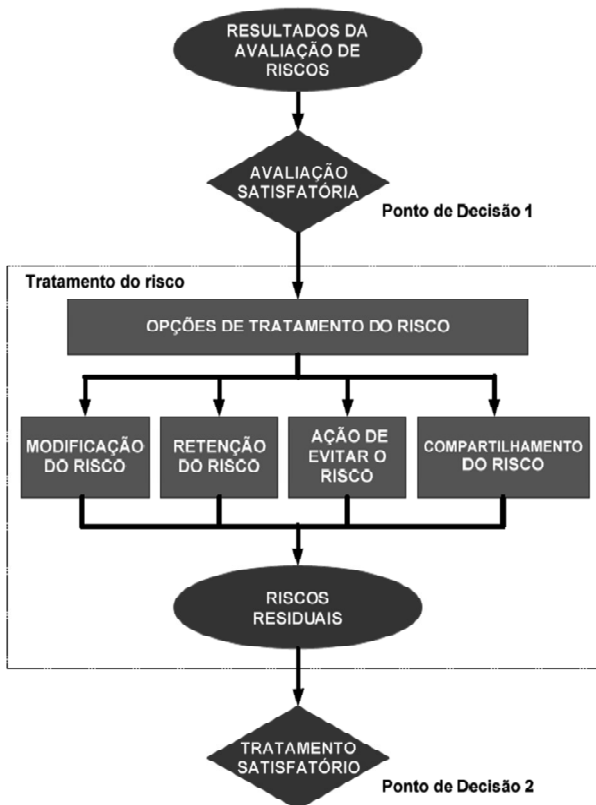 RESULTADOS DA
AVALIAÇÃO DE
RISCOS
AVALIAÇÃO
SATISFATÓRIA
Ponto de Decisão 1
Tratamento do risco
OPÇÕES DE TRATAMENTO DO RISCO
MODIFICAÇÃO
DO RISCO
RETENÇÃO
DO RISCO
AÇÃO DE
EVITAR O
RISCO
COMPARTILHAMENTO
DO RISCO
RISCOS
RESIDUAIS
TRATAMENTO
SATISFATÓRIO
Ponto de Decisão 2